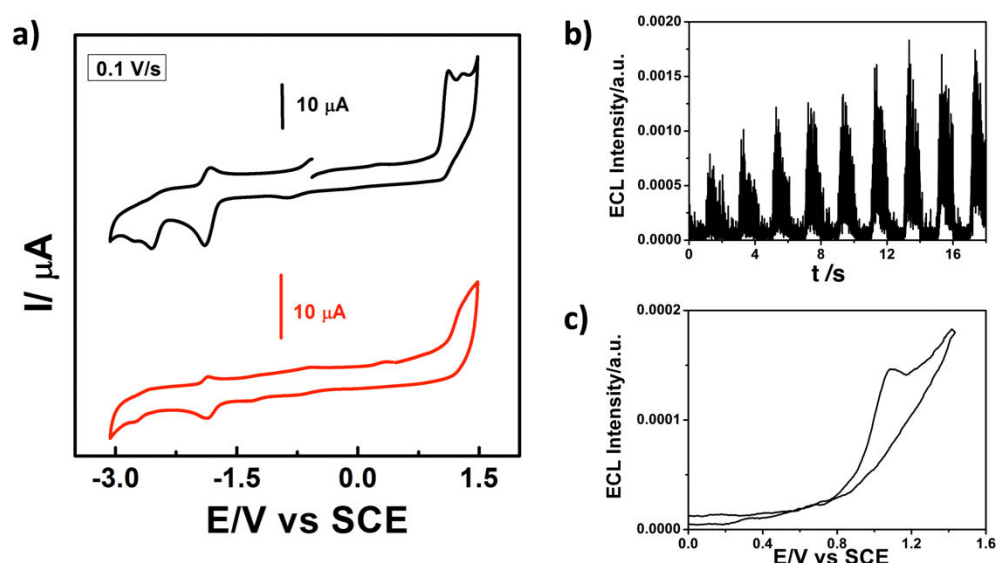 a)
0.1 V/s
10 μA
10 μA
I/ μA
-3.0 -1.5 0.0 1.5
E/V vs SCE
b)
ECL Intensity/a.u.
0.0020
0.0015
0.0010
0.0005
0.0000
0 4 8 12 16
t /s
c)
ECL Intensity/a.u.
0.0002
0.0001
0.0000
0.0 0.4 0.8 1.2 1.6
E/V vs SCE